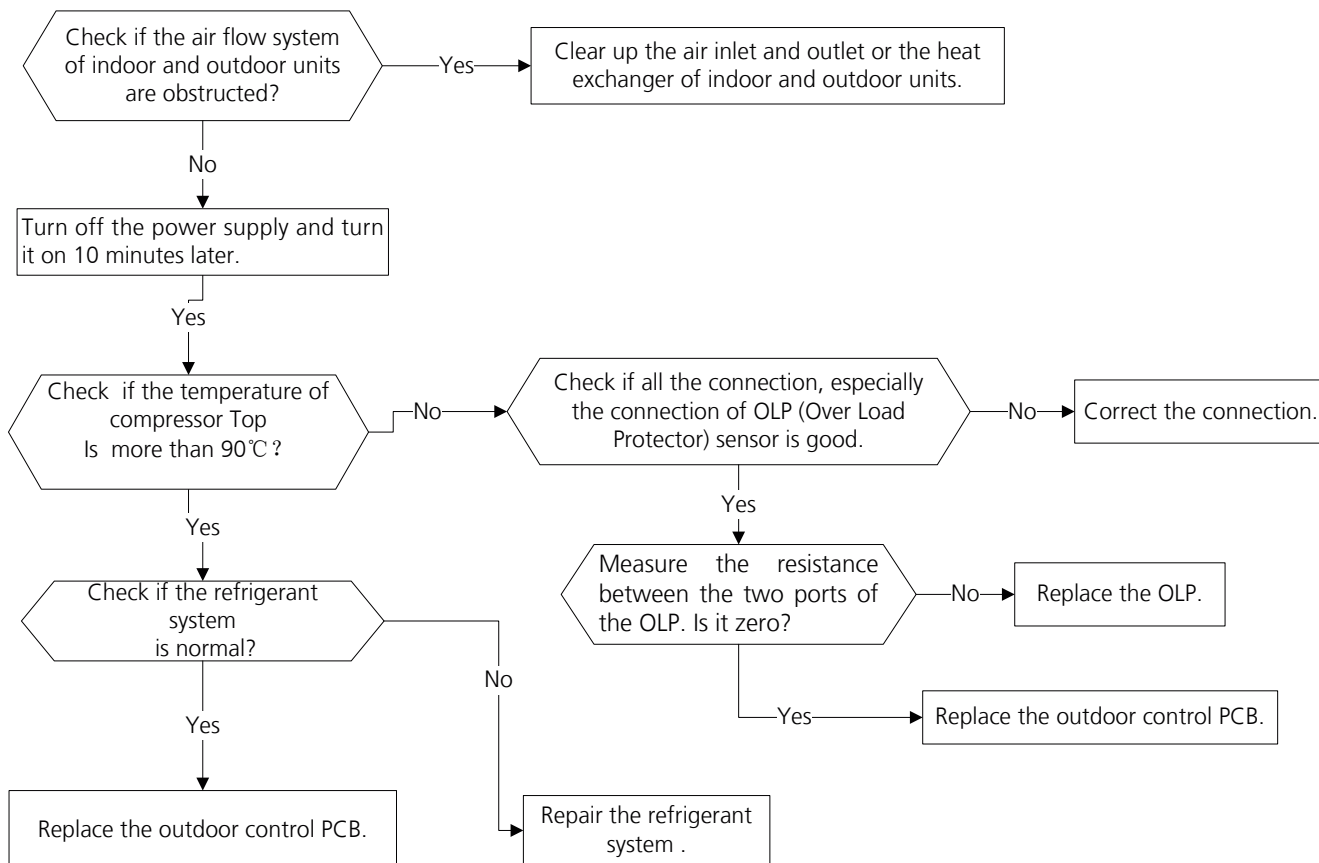 Check if the air flow system
of indoor and outdoor units
are obstructed?
Yes
Clear up the air inlet and outlet or the heat
exchanger of indoor and outdoor units.
No
Turn off the power supply and turn
it on 10 minutes later.
Yes
Check if the temperature of
compressor Top
Is more than 90℃？
No
Check if all the connection, especially
the connection of OLP (Over Load
Protector) sensor is good.
No
Correct the connection.
Yes
Yes
Measure the resistance
between the two ports of
the OLP. Is it zero?
No
Replace the OLP.
Check if the refrigerant
system
is normal?
No
Yes
Yes
Replace the outdoor control PCB.
Replace the outdoor control PCB.
Repair the refrigerant
system .